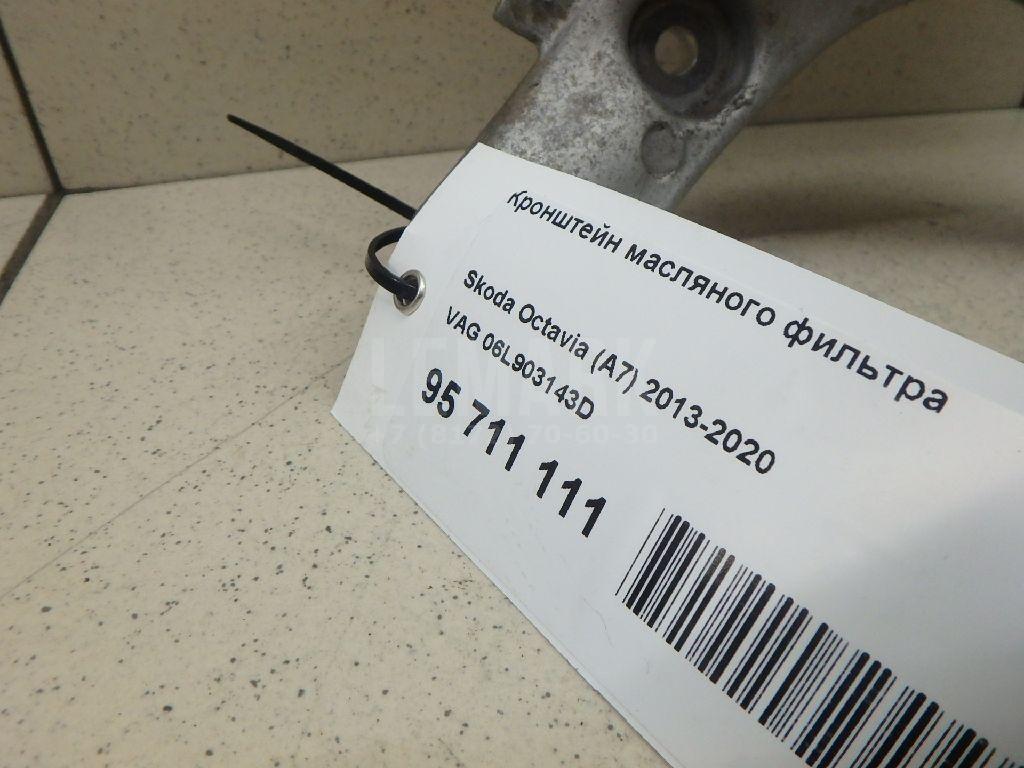 Кронштейн масляного фильтра
Skoda Octavia (A7) 2013-2020
VAG 06L903143D
95 711 111